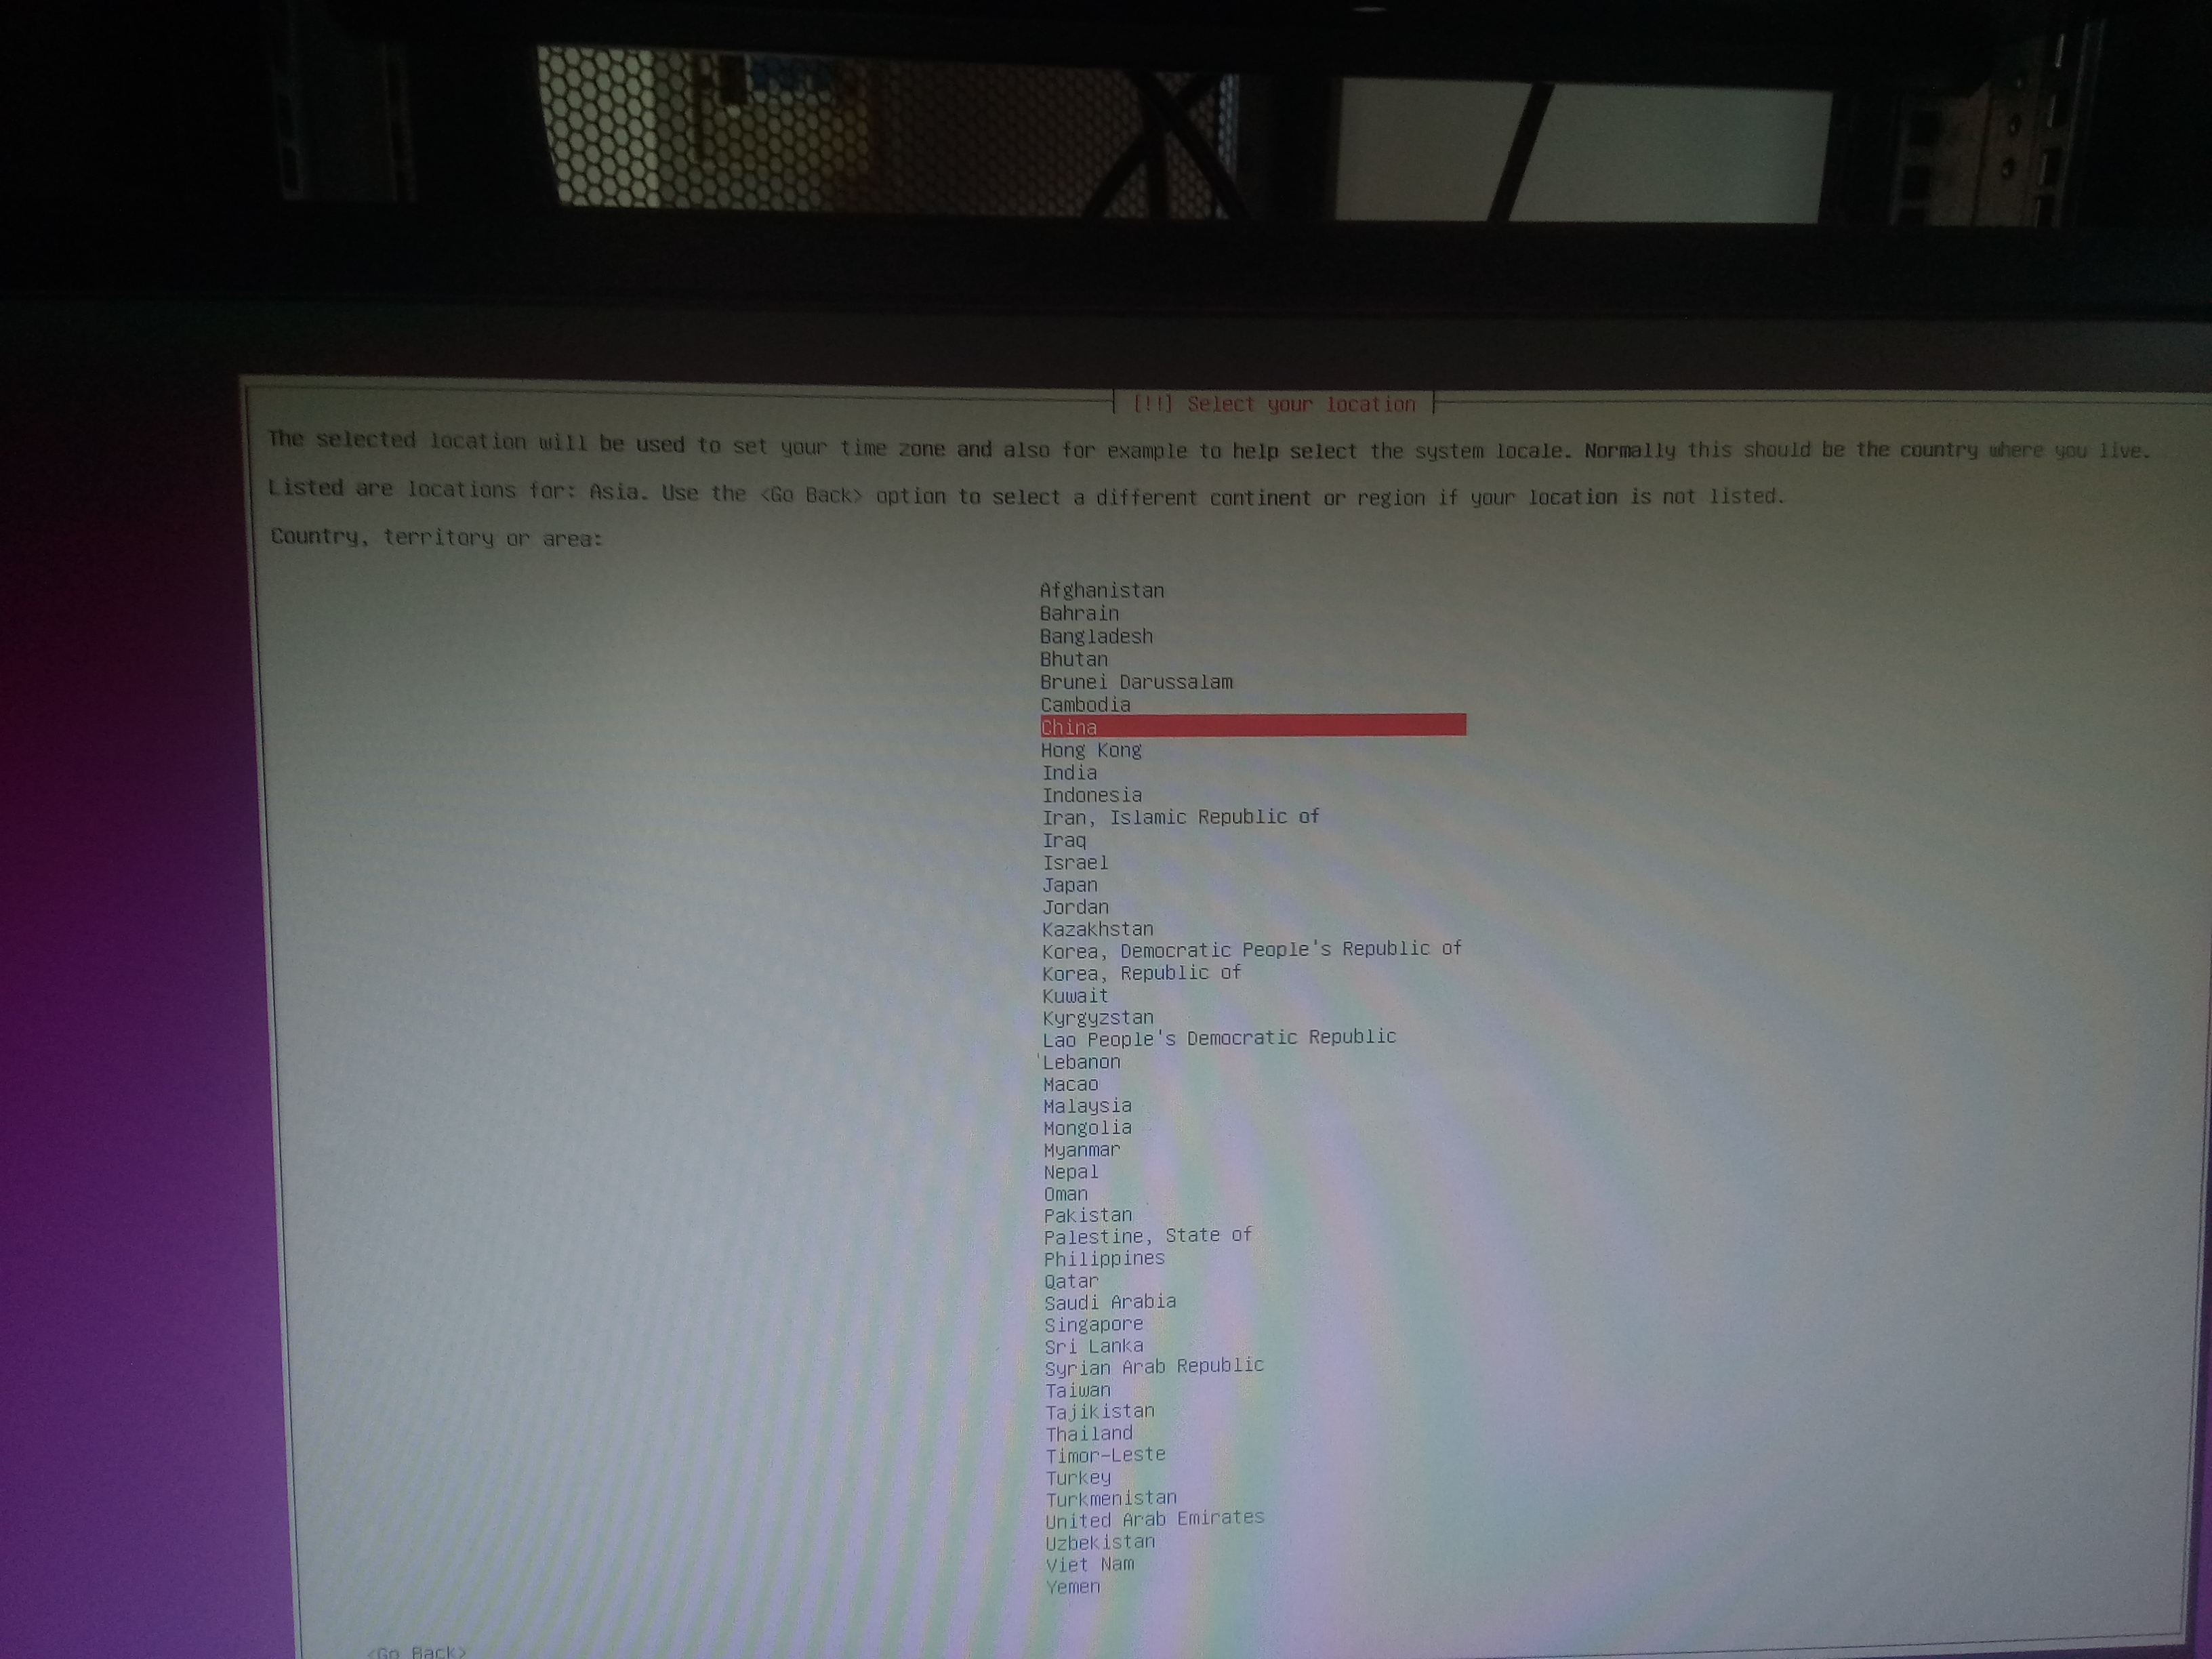 [!!] Select your location
The selected location will be used to set your time zone and also for example to help select the system locale. Normally this should be the country where you live.
Listed are locations for: Asia. Use the <Go Back> option to select a different continent or region if your location is not listed.
Country, territory or area:
Afghanistan
Bahrain
Bangladesh
Bhutan
Brunei Darussalam
Cambodia
China
Hong Kong
India
Indonesia
Iran, Islamic Republic of
Iraq
Israel
Japan
Jordan
Kazakhstan
Korea, Democratic People's Republic of
Korea, Republic of
Kuwait
Kyrgyzstan
Lao People's Democratic Republic
Lebanon
Macao
Malaysia
Mongolia
Myanmar
Nepal
Oman
Pakistan
Palestine, State of
Philippines
Qatar
Saudi Arabia
Singapore
Sri Lanka
Syrian Arab Republic
Taiwan
Tajikistan
Thailand
Timor-Leste
Turkey
Turkmenistan
United Arab Emirates
Uzbekistan
Viet Nam
Yemen
<Go Back>